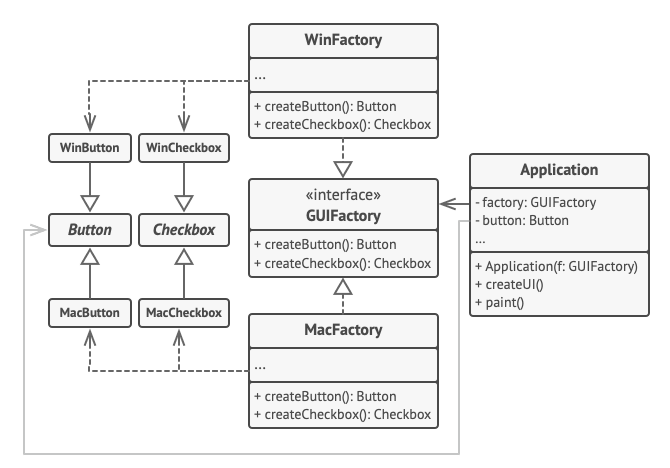 WinFactory
...
+ createButton(): Button
+ createCheckbox(): Checkbox
WinButton
WinCheckbox
«interface»
GUIFactory
+ createButton(): Button
+ createCheckbox(): Checkbox
Application
- factory: GUIFactory
- button: Button
...
+ Application(f: GUIFactory)
+ createUI()
+ paint()
Button
Checkbox
MacButton
MacCheckbox
MacFactory
...
+ createButton(): Button
+ createCheckbox(): Checkbox